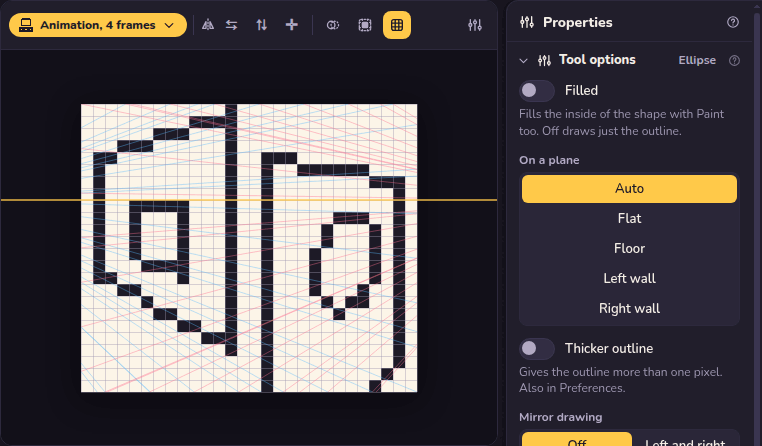 Animation, 4 frames
Properties
Tool options
Ellipse
Filled
Fills the inside of the shape with Paint
too. Off draws just the outline.
On a plane
Auto
Flat
Floor
Left wall
Right wall
Thicker outline
Gives the outline more than one pixel.
Also in Preferences.
Mirror drawing
Off
Left and right